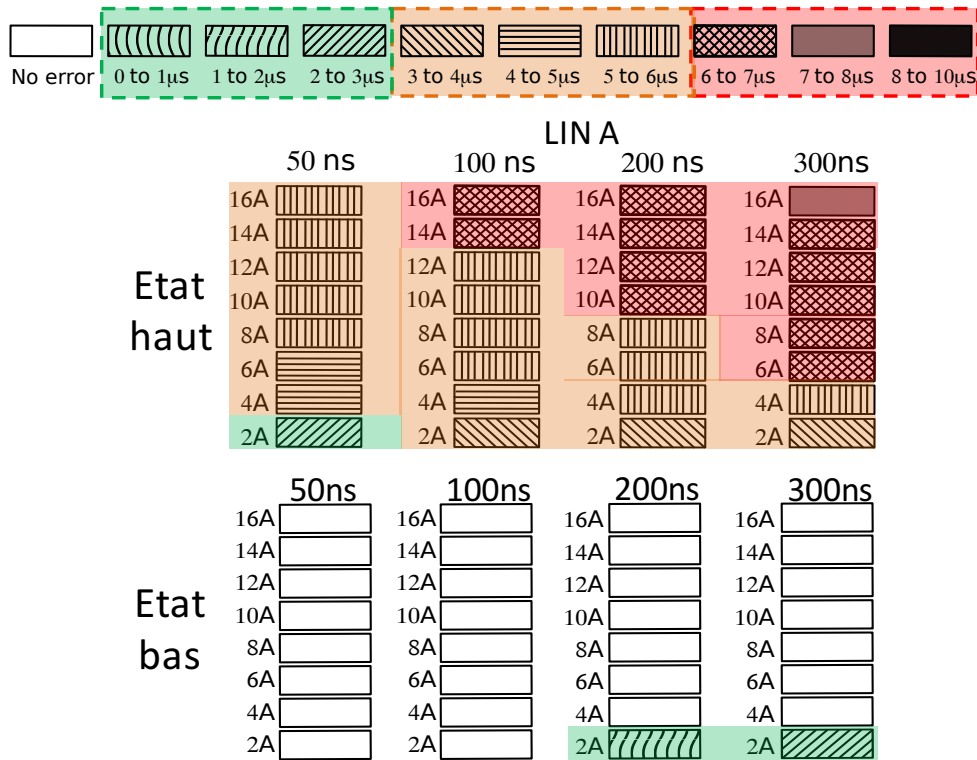 No error 0 to 1µs 1 to 2µs 2 to 3µs 3 to 4µs 4 to 5µs 5 to 6µs 6 to 7µs 7 to 8µs 8 to 10µs
LIN A
50 ns 100 ns 200 ns 300ns
16A 16A 16A 16A
14A 14A 14A 14A
12A 12A 12A 12A
Etat
10A 10A 10A 10A
haut
8A 8A 8A 8A
6A 6A 6A 6A
4A 4A 4A 4A
2A 2A 2A 2A
50ns 100ns 200ns 300ns
16A 16A 16A 16A
14A 14A 14A 14A
12A 12A 12A 12A
Etat
10A 10A 10A 10A
bas
8A 8A 8A 8A
6A 6A 6A 6A
4A 4A 4A 4A
2A 2A 2A 2A